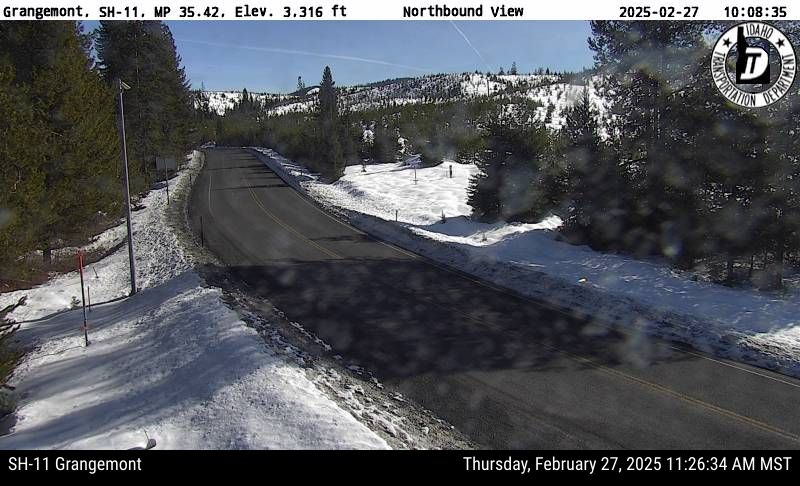 Grangemont, SH-11, MP 35.42, Elev. 3,316 ft Northbound View 2025-02-27 10:08:35
IDAHO
TRANSPORTATION DEPARTMENT
SH-11 Grangemont Thursday, February 27, 2025 11:26:34 AM MST